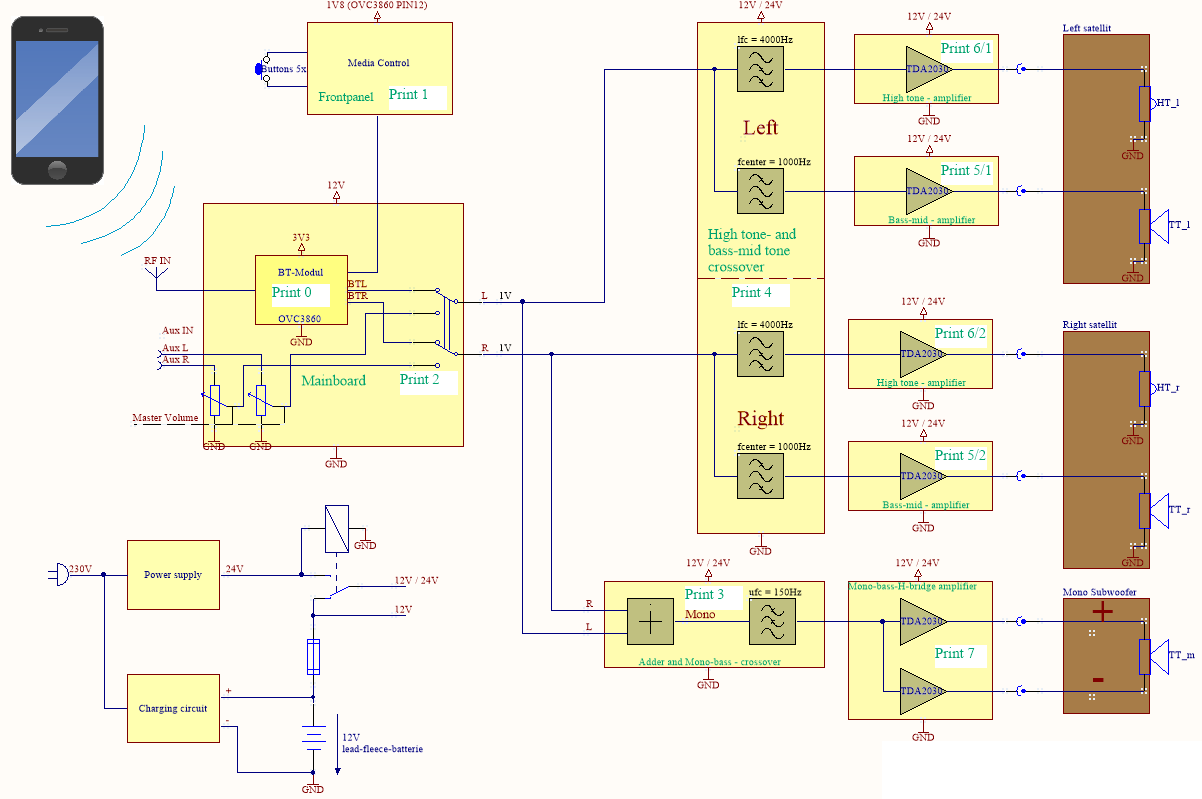 1V8 (OVC3860 PIN12)
Media Control
Buttons 5x
Frontpanel
Print 1
12V
3V3
RF IN
BT-Modul
Print 0
OVC3860
GND
BTL
BTR
L 1V
R 1V
Aux IN
Aux L
Aux R
Mainboard
Print 2
Master Volume
GND
GND
GND
12V / 24V
lfc = 4000Hz
Left
fcenter = 1000Hz
High tone- and
bass-mid tone
crossover
Print 4
lfc = 4000Hz
Right
fcenter = 1000Hz
GND
12V / 24V
Print 6/1
TDA2030
High tone - amplifier
GND
12V / 24V
Print 5/1
TDA2030
Bass-mid - amplifier
GND
Left satellit
HT_l
GND
TT_l
GND
12V / 24V
Print 6/2
TDA2030
High tone - amplifier
GND
12V / 24V
Print 5/2
TDA2030
Bass-mid - amplifier
GND
Right satellit
HT_r
GND
TT_r
GND
GND
230V
Power supply
24V
12V / 24V
12V
Charging circuit
+
-
12V
lead-fleece-batterie
GND
12V / 24V
Print 3
ufc = 150Hz
R
Mono
L
Adder and Mono-bass - crossover
GND
12V / 24V
Mono-bass-H-bridge amplifier
TDA2030
Print 7
TDA2030
GND
Mono Subwoofer
+
TT_m
-